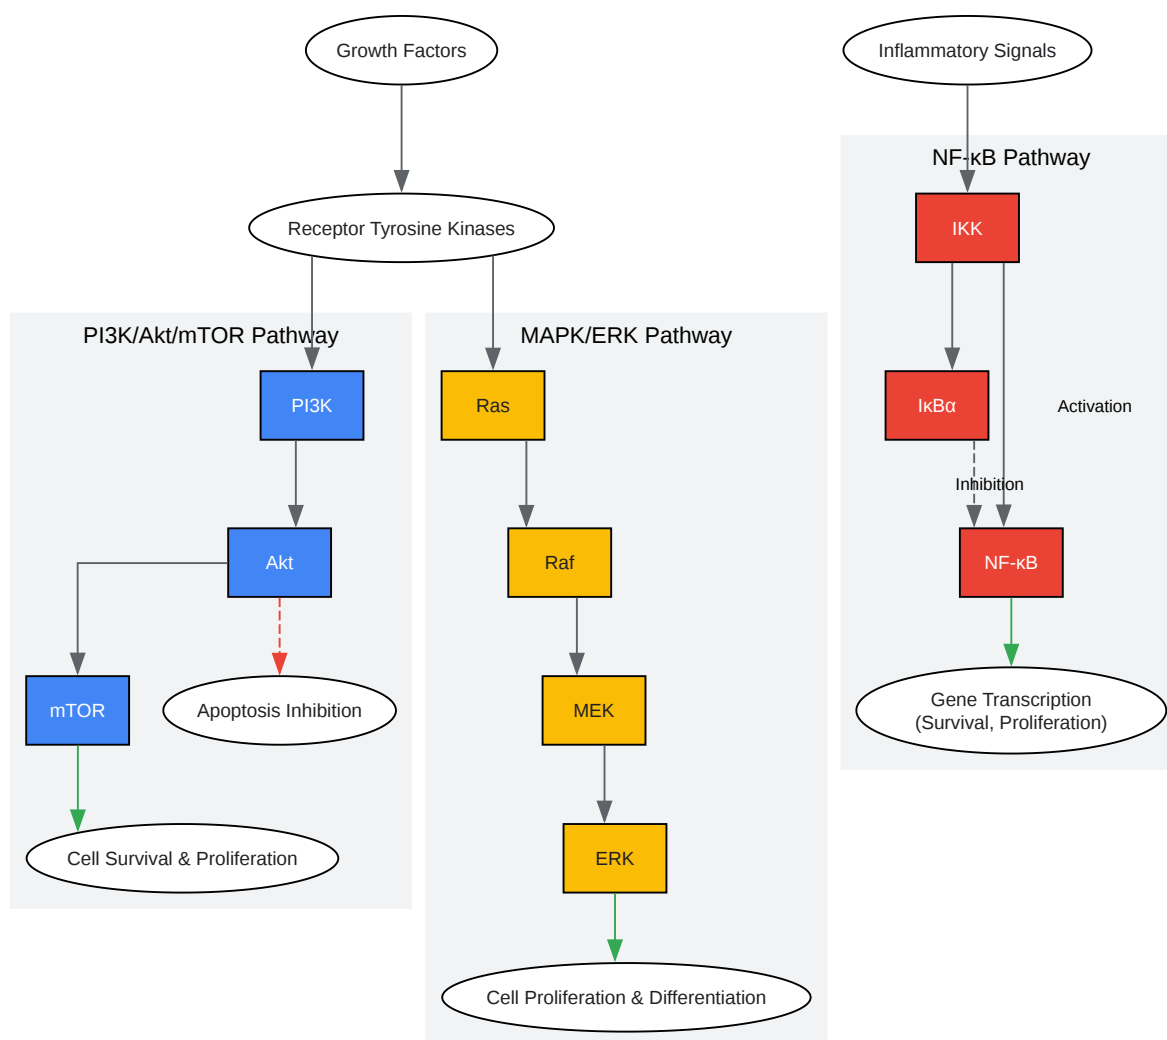 Growth Factors
Inflammatory Signals
NF-κB Pathway
Receptor Tyrosine Kinases
IKK
PI3K/Akt/mTOR Pathway
MAPK/ERK Pathway
PI3K
Ras
IκBα
Activation
Inhibition
Akt
Raf
NF-κB
mTOR
Apoptosis Inhibition
MEK
Gene Transcription
(Survival, Proliferation)
Cell Survival & Proliferation
ERK
Cell Proliferation & Differentiation